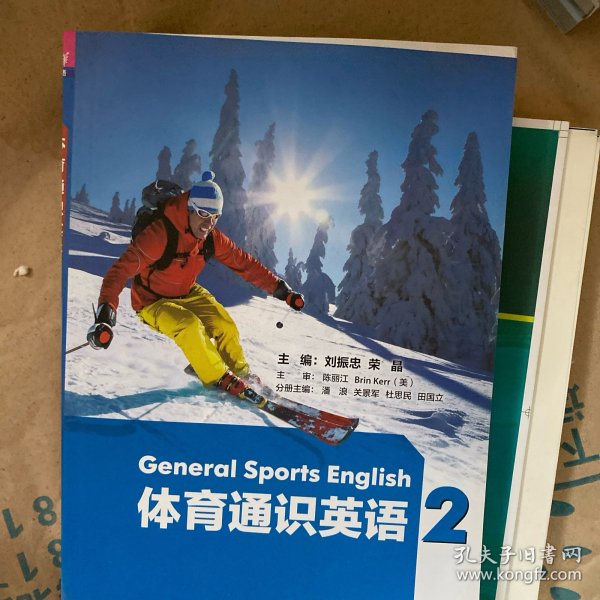 主 编：刘振忠 荣 晶
主 审：陈丽江 Brin Kerr（美）
分册主编：潘 浪 关景军 杜思民 田国立
General Sports English
体育通识英语 2
孔夫子旧书网
www.kongfz.com